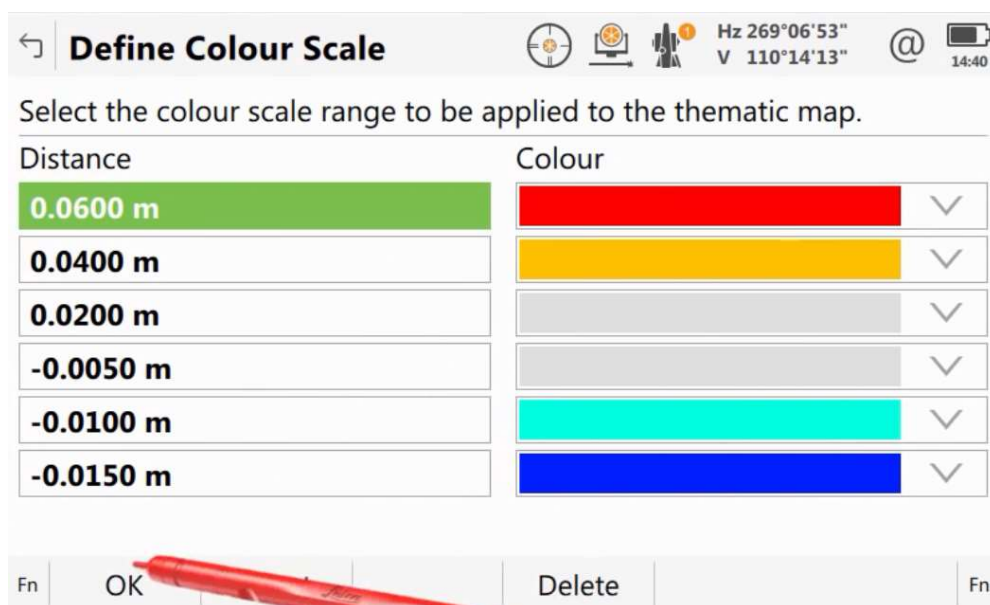 Define Colour Scale
1
Hz 269°06'53"
V 110°14'13"
@
14:40
Select the colour scale range to be applied to the thematic map.
Distance Colour
0.0600 m
0.0400 m
0.0200 m
-0.0050 m
-0.0100 m
-0.0150 m
Fn OK Delete Fn